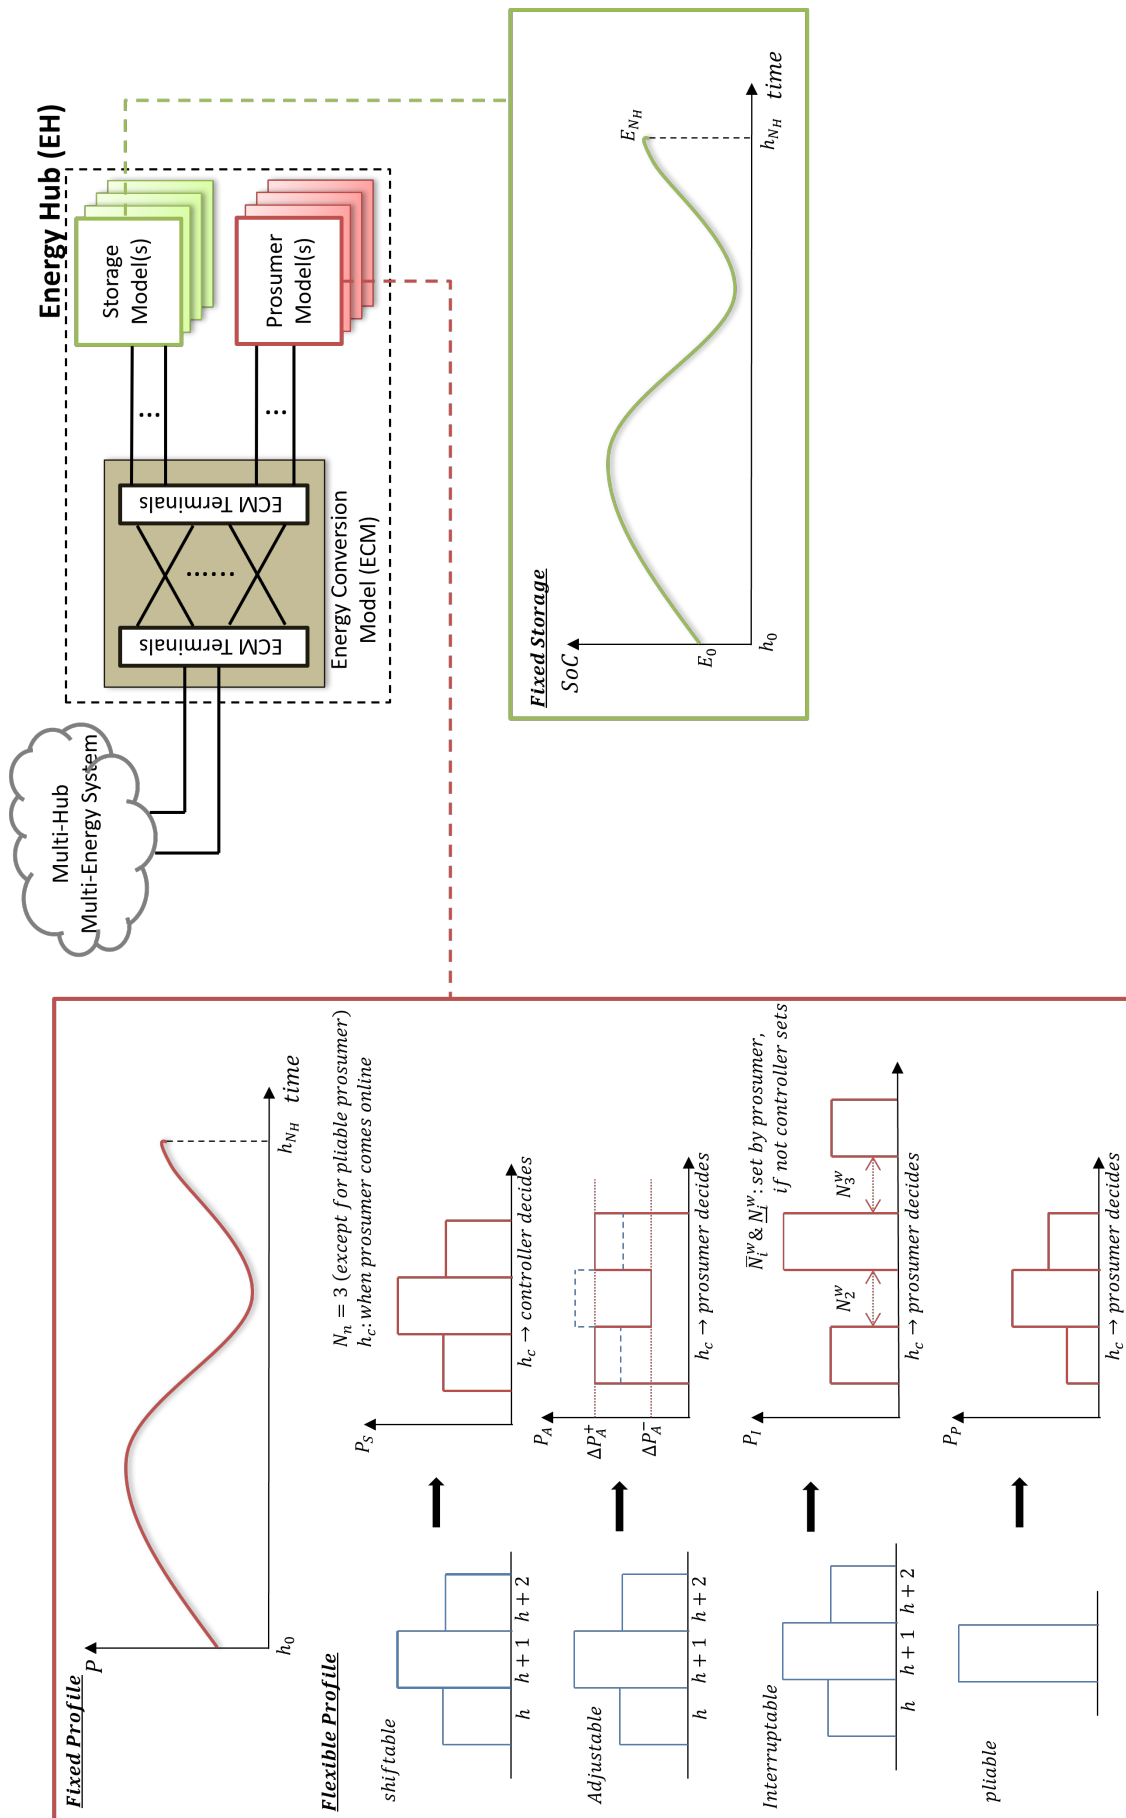 Multi-Hub
Multi-Energy System
Energy Hub (EH)
ECM Terminals
ECM Terminals
Energy Conversion
Model (ECM)
Storage
Model(s)
Prosumer
Model(s)
Fixed Profile
P
h_0
h_{N_H}
time
Flexible Profile
N_n = 3 (except for pliable prosumer)
h_c: when prosumer comes online
shiftable
h
h + 1
h + 2
P_S
h_c → controller decides
Adjustable
h
h + 1
h + 2
P_A
ΔP_A^+
ΔP_A^-
h_c → prosumer decides
Interruptable
h
h + 1
h + 2
P_I
\overline{N}_i^w & \underline{N}_i^w: set by prosumer,
if not controller sets
N_2^w
N_3^w
h_c → prosumer decides
pliable
P_P
h_c → prosumer decides
Fixed Storage
SoC
E_0
h_0
E_{N_H}
h_{N_H}
time